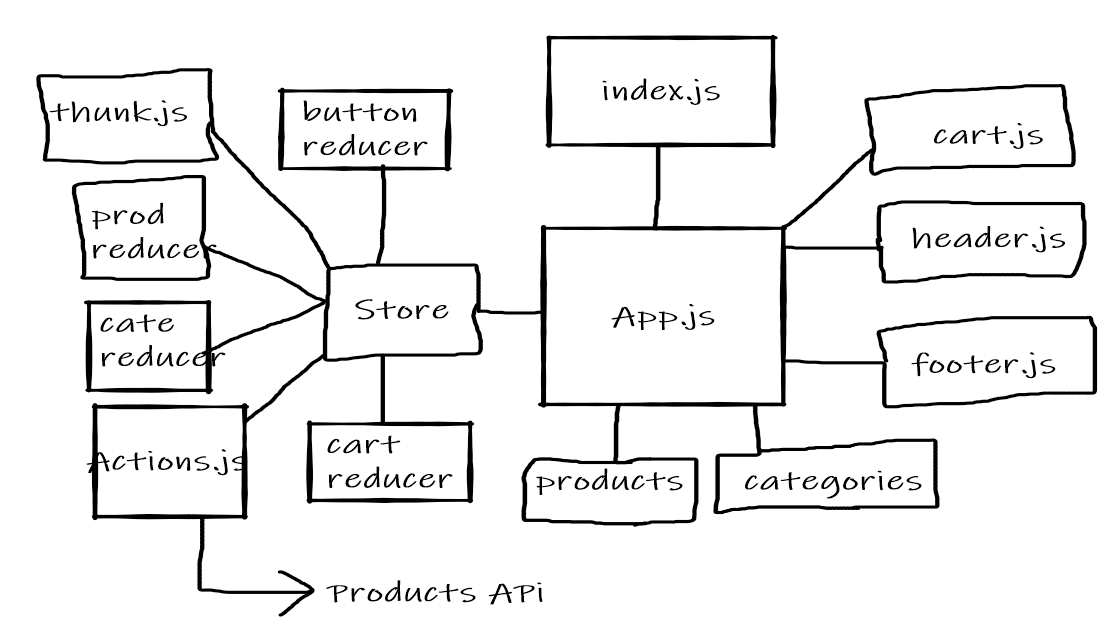 index.js
thunk.js
button
reducer
cart.js
prod
reducer
header.js
Store
App.js
cate
reducer
footer.js
cart
reducer
Actions.js
products
categories
Products APi